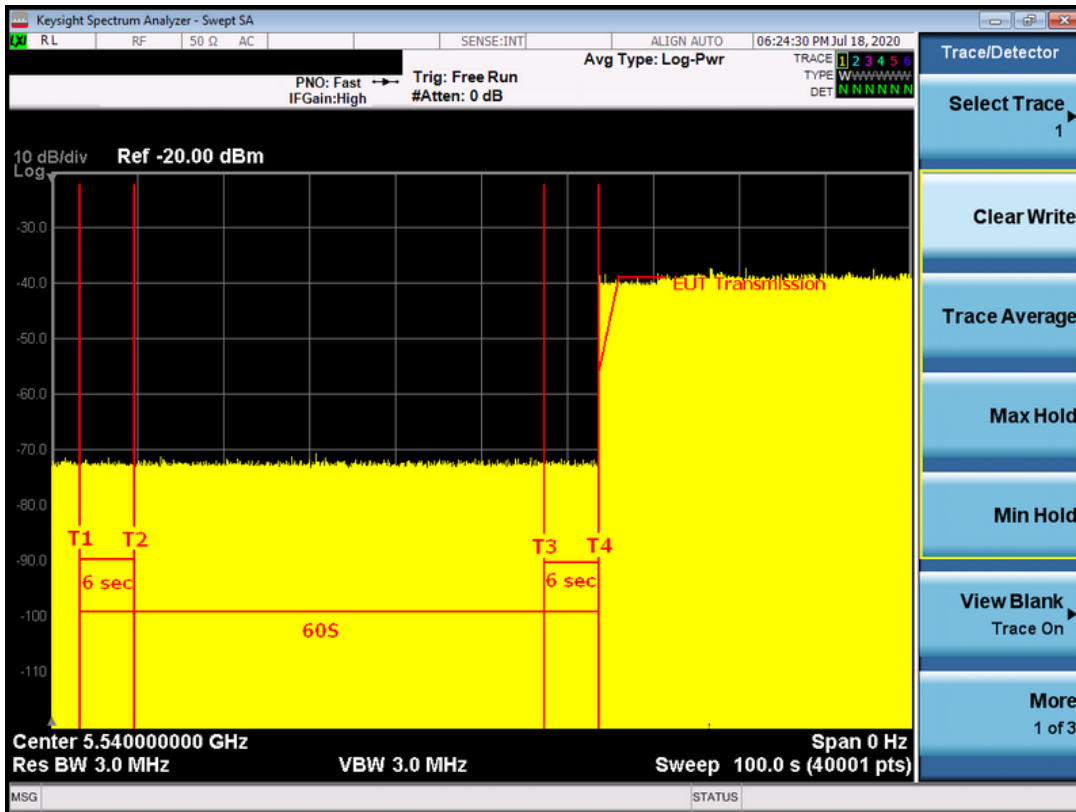 Keysight Spectrum Analyzer - Swept SA
LXI RL RF 50 Ω AC SENSE:INT ALIGN AUTO 06:24:30 PM Jul 18, 2020
Avg Type: Log-Pwr TRACE 1 2 3 4 5 6
PNO: Fast Trig: Free Run TYPE WWWWWW
IFGain:High #Atten: 0 dB DET N N N N N N
Trace/Detector
Select Trace
1
Clear Write
Trace Average
Max Hold
Min Hold
View Blank
Trace On
More
1 of 3
10 dB/div Ref -20.00 dBm
Log
-30.0
-40.0
EUT Transmission
-50.0
-60.0
-70.0
-80.0
T1 T2 T3 T4
-90.0
6 sec 6 sec
-100
60S
-110
Center 5.540000000 GHz Span 0 Hz
Res BW 3.0 MHz VBW 3.0 MHz Sweep 100.0 s (40001 pts)
MSG STATUS